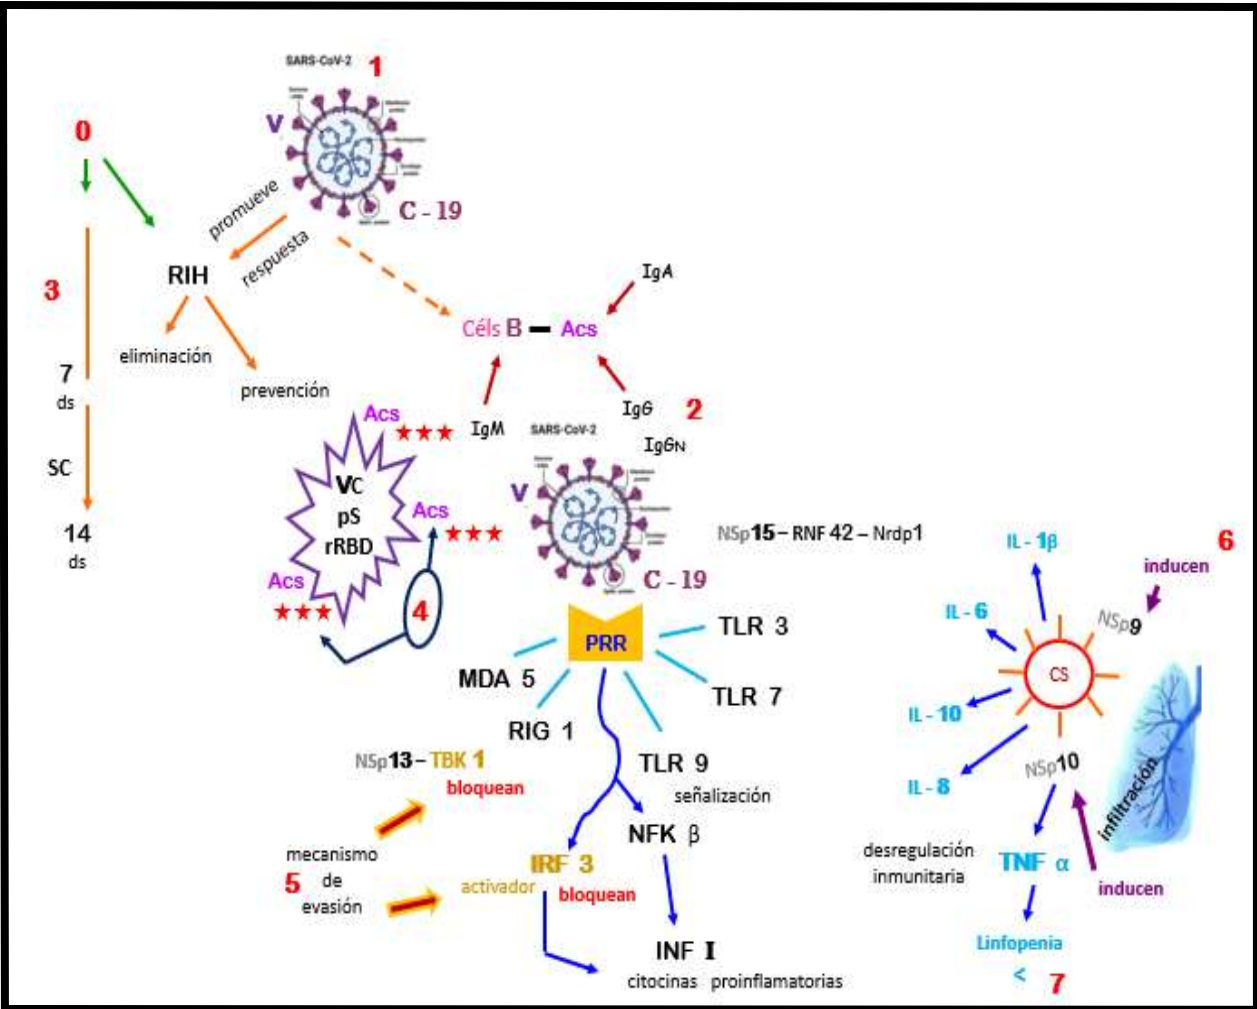 SARS-CoV-2
1
V
C - 19
0
promueve
respuesta
RIH
3
eliminación
prevención
7
ds
SC
14
ds
IgA
Céls B – Acs
IgM
IgG
IgGN
2
Acs
★★★
VC
pS
rRBD
Acs
★★★
Acs
★★★
4
SARS-CoV-2
V
C - 19
NSp15 – RNF 42 – Nrdp1
PRR
TLR 3
MDA 5
TLR 7
RIG 1
TLR 9
señalización
NSp13 – TBK 1
bloquean
NFK β
mecanismo
5 de
evasión
IRF 3
activador
bloquean
INF I
citocinas proinflamatorias
6
IL - 1β
inducen
IL - 6
NSp9
CS
IL - 10
NSp10
IL - 8
infiltración
desregulación
inmunitaria
TNF α
inducen
Linfopenia
< 7